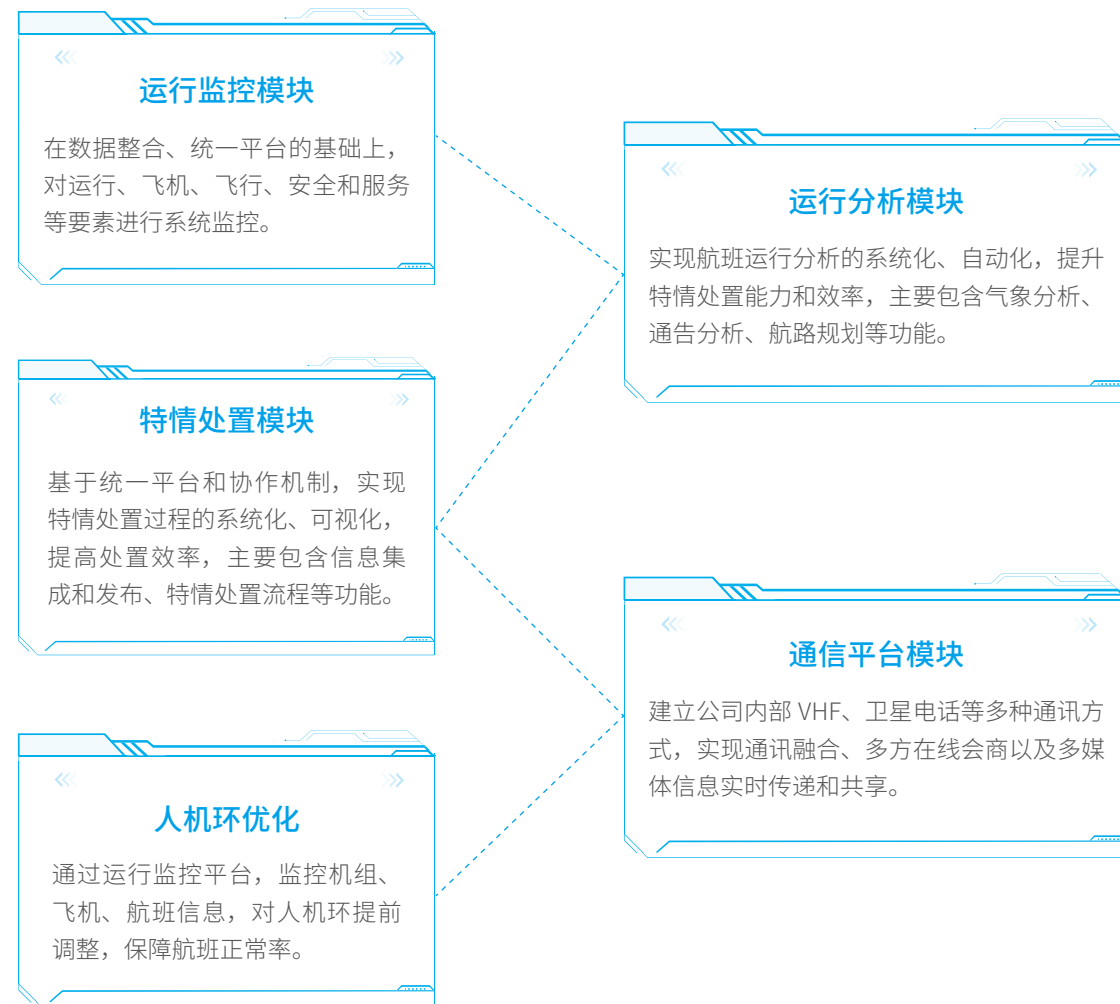 运行监控模块
在数据整合、统一平台的基础上，
对运行、飞机、飞行、安全和服务
等要素进行系统监控。
运行分析模块
实现航班运行分析的系统化、自动化，提升
特情处置能力和效率，主要包含气象分析、
通告分析、航路规划等功能。
特情处置模块
基于统一平台和协作机制，实现
特情处置过程的系统化、可视化，
提高处置效率，主要包含信息集
成和发布、特情处置流程等功能。
通信平台模块
建立公司内部 VHF、卫星电话等多种通讯方
式，实现通讯融合、多方在线会商以及多媒
体信息实时传递和共享。
人机环优化
通过运行监控平台，监控机组、
飞机、航班信息，对人机环提前
调整，保障航班正常率。